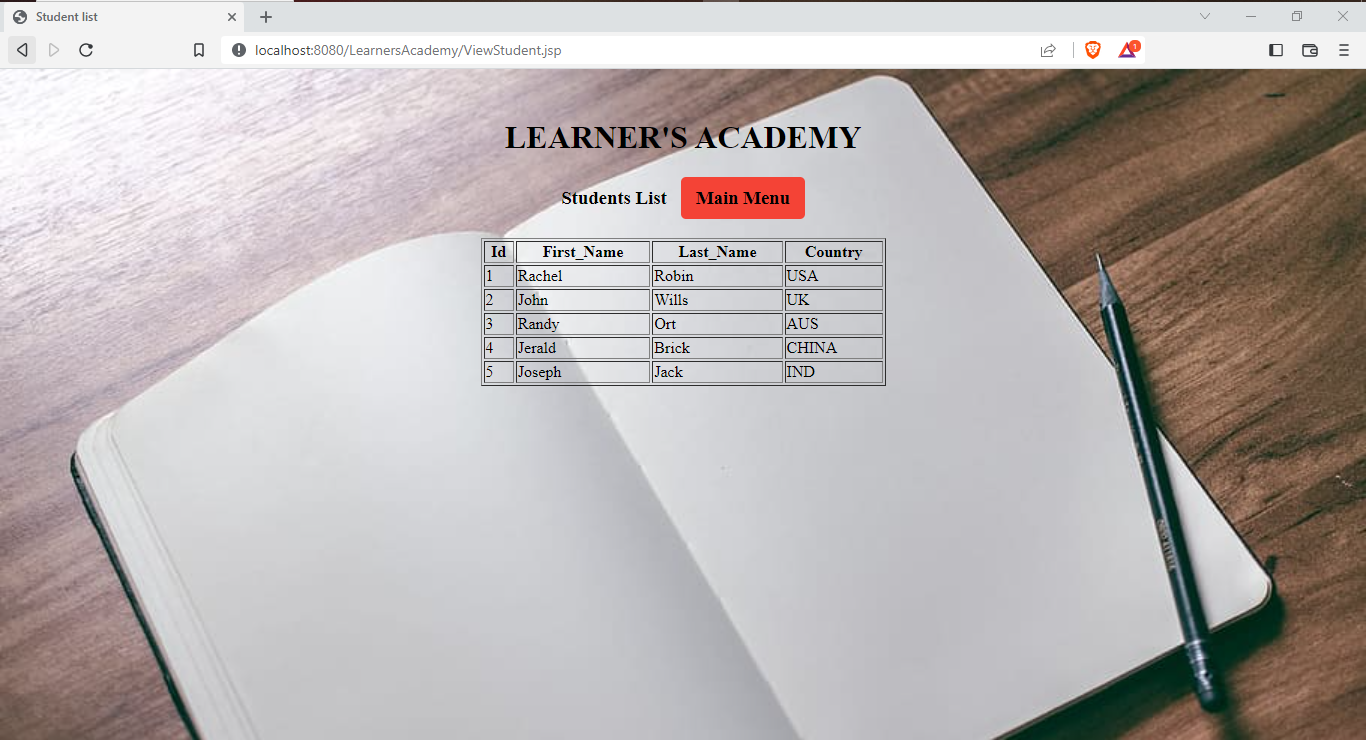 Student list
localhost:8080/LearnersAcademy/ViewStudent.jsp
1
LEARNER'S ACADEMY
Students List Main Menu
Id First_Name Last_Name Country
1 Rachel Robin USA
2 John Wills UK
3 Randy Ort AUS
4 Jerald Brick CHINA
5 Joseph Jack IND